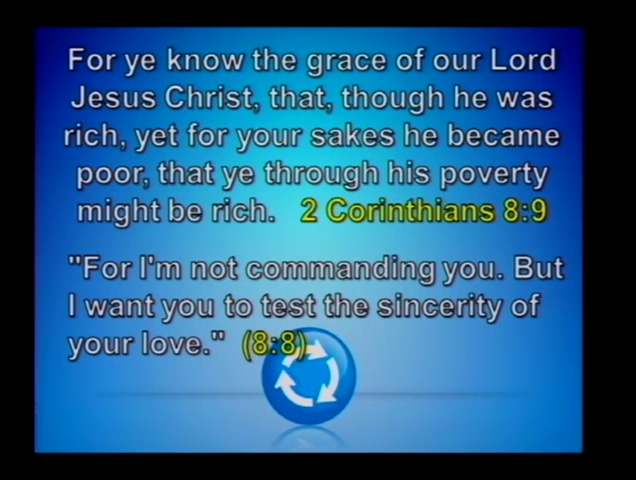 For ye know the grace of our Lord
Jesus Christ, that, though he was
rich, yet for your sakes he became
poor, that ye through his poverty
might be rich. 2 Corinthians 8:9
"For I'm not commanding you. But
I want you to test the sincerity of
your love." (8:8)